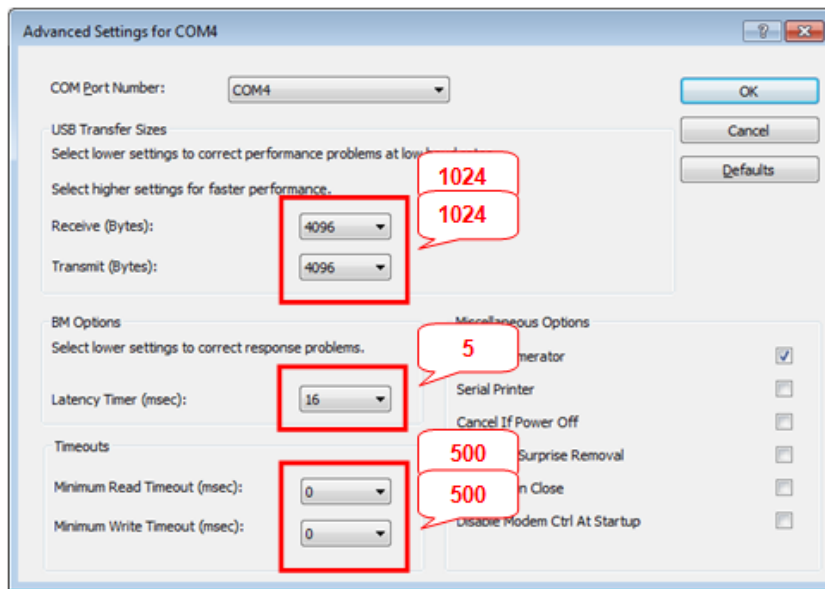 Advanced Settings for COM4
COM Port Number:
COM4
OK
USB Transfer Sizes
Cancel
Select lower settings to correct performance problems at low
Defaults
Select higher settings for faster performance.
1024
1024
Receive (Bytes):
4096
Transmit (Bytes):
4096
BM Options
Select lower settings to correct response problems.
5
Latency Timer (msec):
16
Miscellaneous Options
Serial Printer
Cancel If Power Off
Surprise Removal
Close
Disable Modem Ctrl At Startup
Timeouts
500
500
Minimum Read Timeout (msec):
0
Minimum Write Timeout (msec):
0